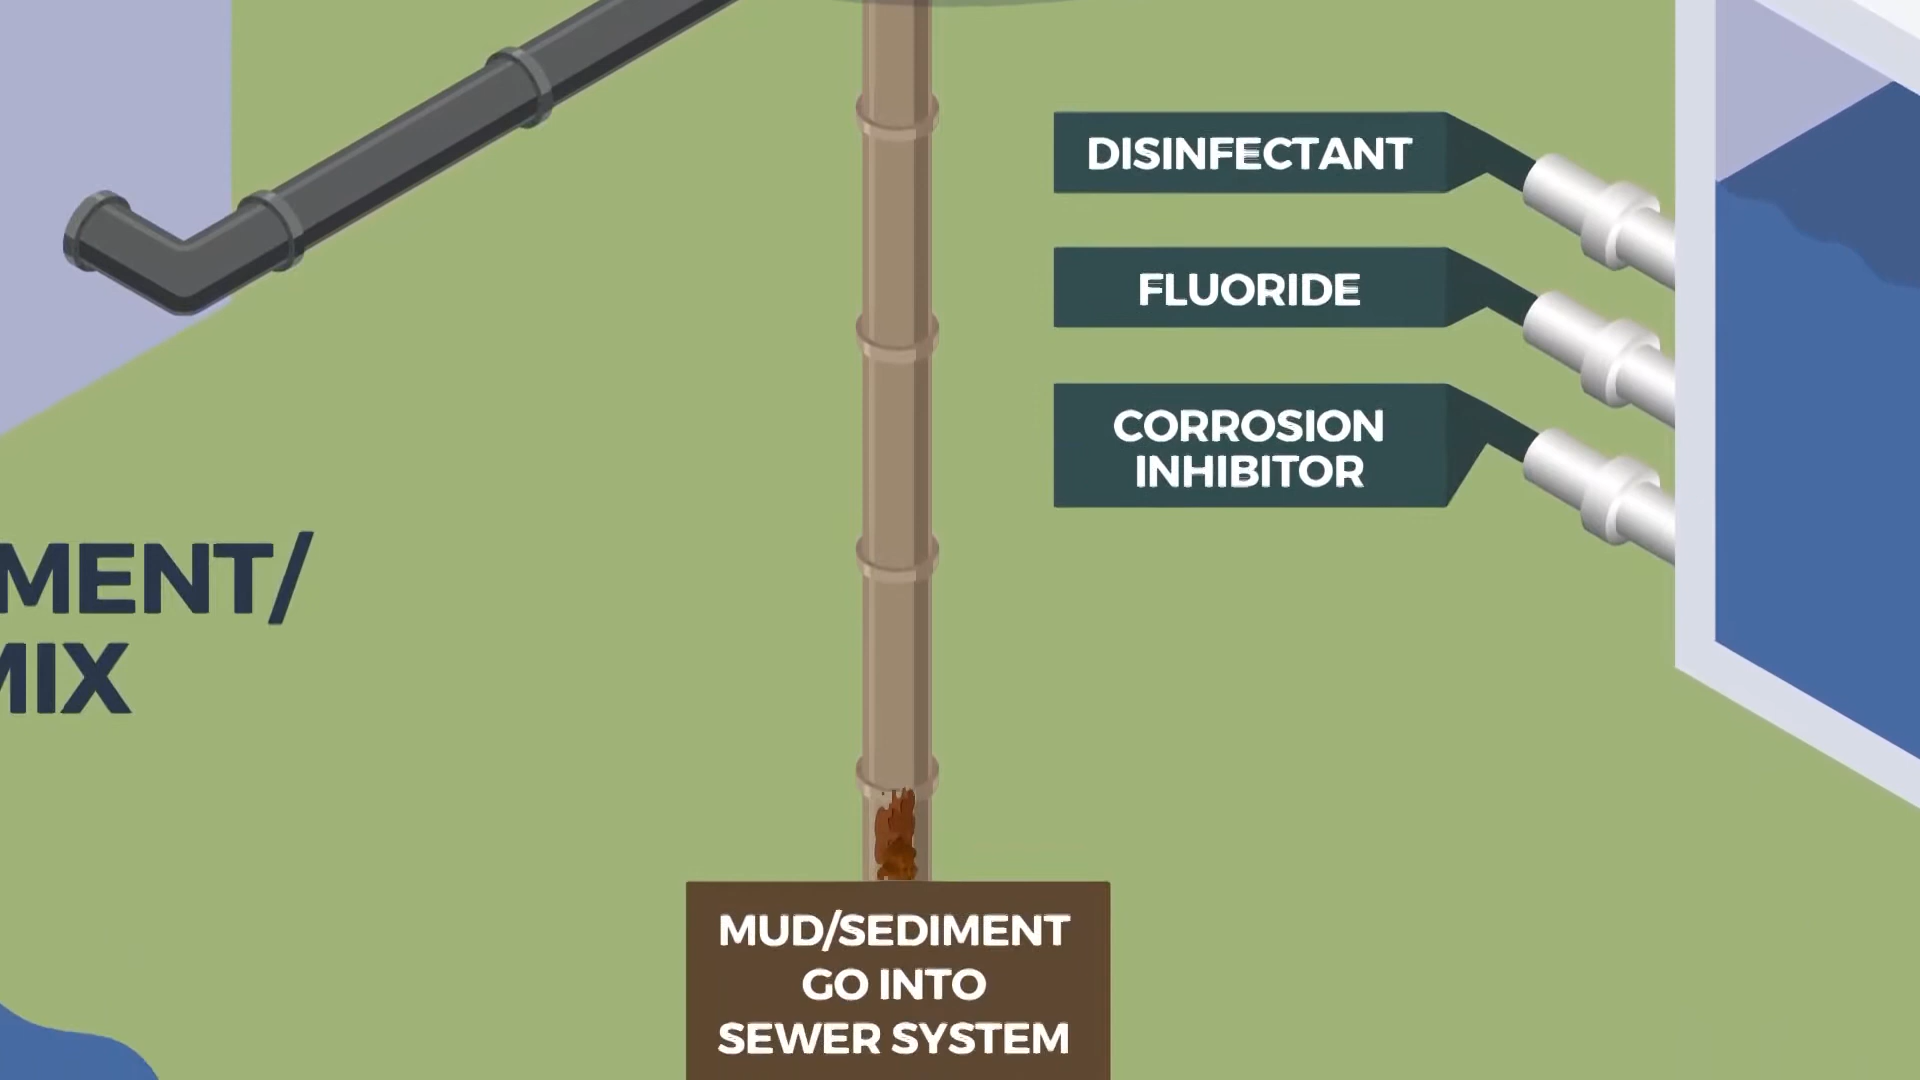 DISINFECTANT
FLUORIDE
CORROSION
INHIBITOR
MENT/
MIX
MUD/SEDIMENT
GO INTO
SEWER SYSTEM